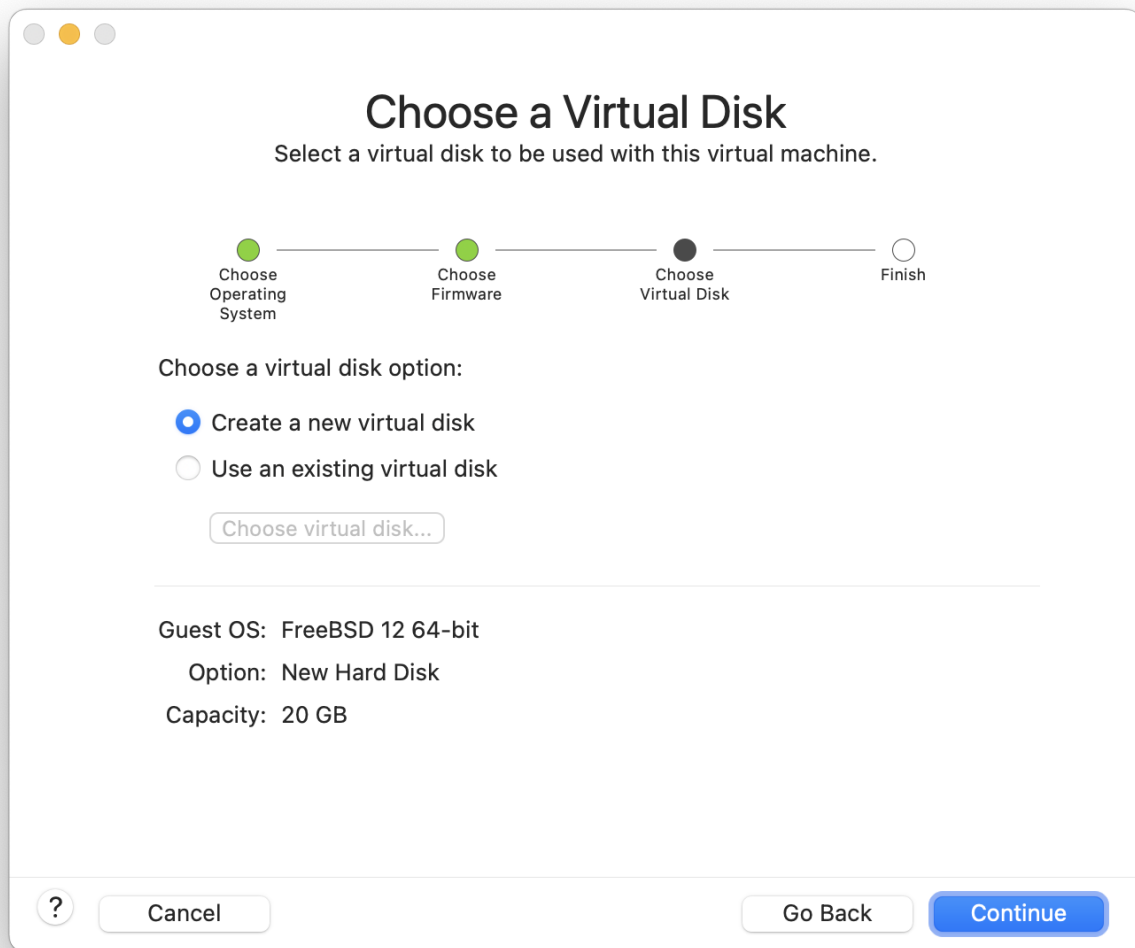 Choose a Virtual Disk
Select a virtual disk to be used with this virtual machine.
Choose
Operating
System
Choose
Firmware
Choose
Virtual Disk
Finish
Choose a virtual disk option:
Create a new virtual disk
Use an existing virtual disk
Choose virtual disk...
Guest OS: FreeBSD 12 64-bit
Option: New Hard Disk
Capacity: 20 GB
? Cancel Go Back Continue